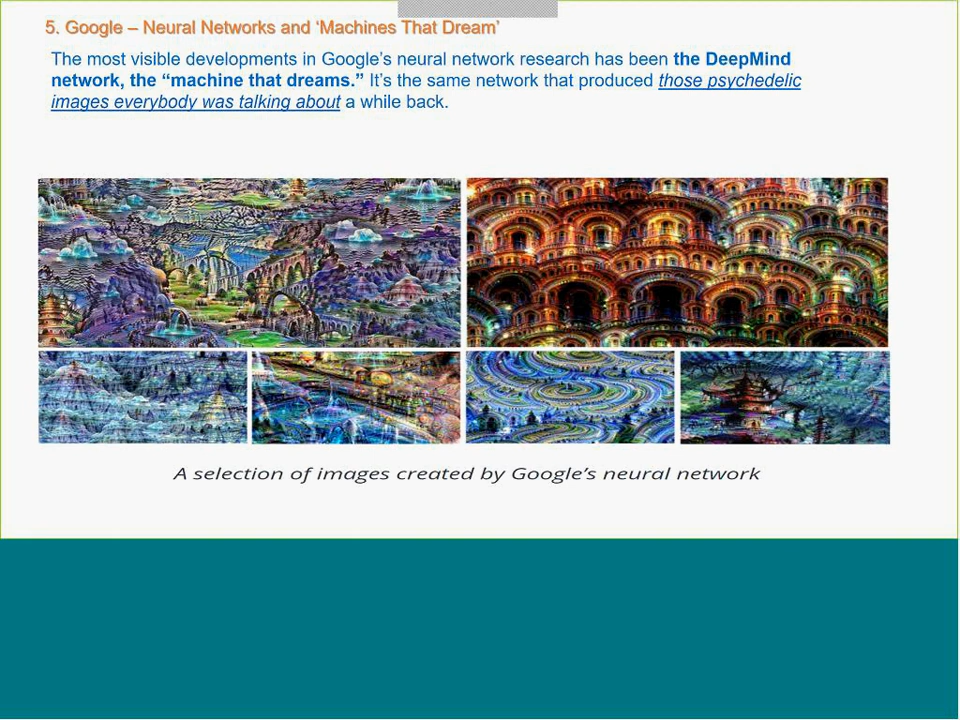 5. Google – Neural Networks and ‘Machines That Dream’
The most visible developments in Google’s neural network research has been the DeepMind
network, the “machine that dreams.” It’s the same network that produced those psychedelic
images everybody was talking about a while back.
A selection of images created by Google’s neural network